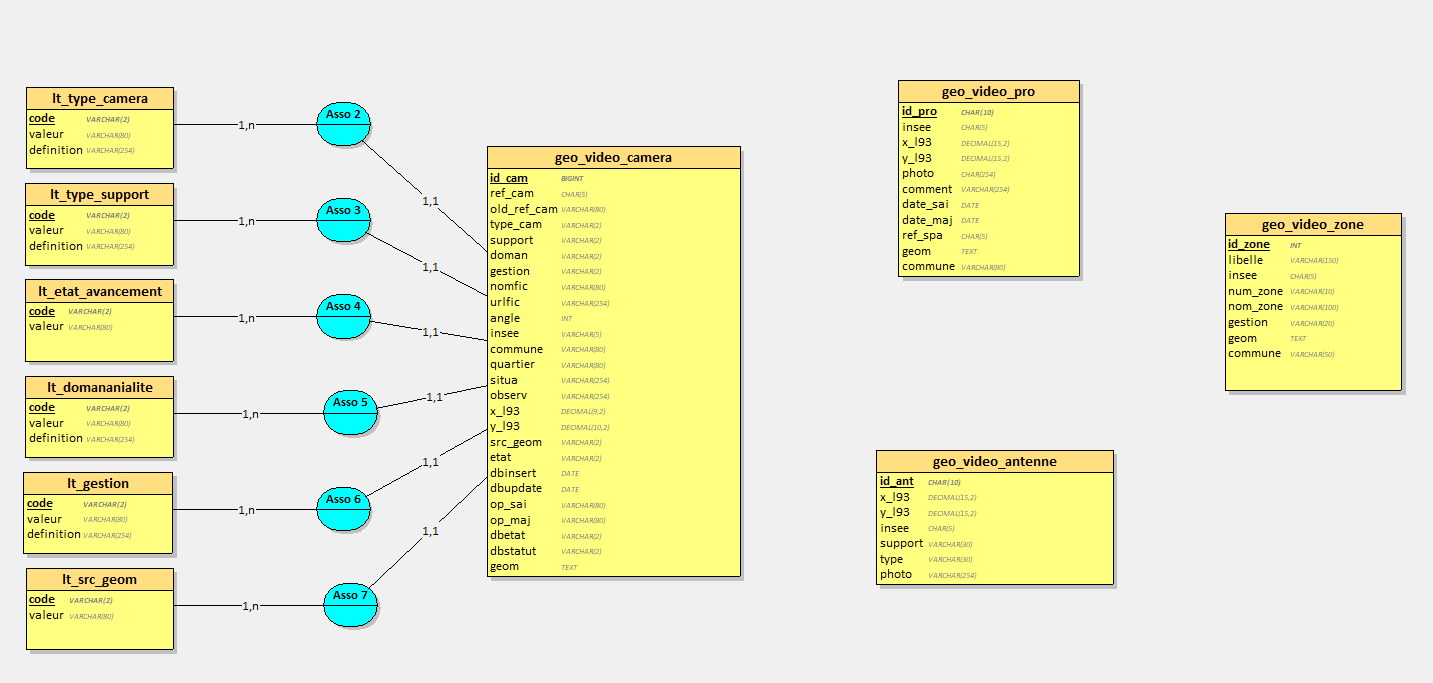 lt_type_camera
code VARCHAR(2)
valeur VARCHAR(80)
definition VARCHAR(254)
1,n
Asso 2
1,1
lt_type_support
code VARCHAR(2)
valeur VARCHAR(80)
definition VARCHAR(254)
1,n
Asso 3
1,1
lt_etat_avancement
code VARCHAR(2)
valeur VARCHAR(80)
1,n
Asso 4
1,1
lt_domananialite
code VARCHAR(2)
valeur VARCHAR(80)
definition VARCHAR(254)
1,n
Asso 5
1,1
lt_gestion
code VARCHAR(2)
valeur VARCHAR(80)
definition VARCHAR(254)
1,n
Asso 6
1,1
lt_src_geom
code VARCHAR(2)
valeur VARCHAR(80)
1,n
Asso 7
1,1
geo_video_camera
id_cam BIGINT
ref_cam CHAR(5)
old_ref_cam VARCHAR(80)
type_cam VARCHAR(2)
support VARCHAR(2)
doman VARCHAR(2)
gestion VARCHAR(2)
nomfic VARCHAR(80)
urlfic VARCHAR(254)
angle INT
insee VARCHAR(5)
commune VARCHAR(80)
quartier VARCHAR(80)
situa VARCHAR(254)
observ VARCHAR(254)
x_l93 DECIMAL(9,2)
y_l93 DECIMAL(10,2)
src_geom VARCHAR(2)
etat VARCHAR(2)
dbinsert DATE
dbupdate DATE
op_sai VARCHAR(80)
op_maj VARCHAR(80)
dbetat VARCHAR(2)
dbstatut VARCHAR(2)
geom TEXT
geo_video_pro
id_pro CHAR(10)
insee CHAR(5)
x_l93 DECIMAL(15,2)
y_l93 DECIMAL(15,2)
photo CHAR(254)
comment VARCHAR(254)
date_sai DATE
date_maj DATE
ref_spa CHAR(5)
geom TEXT
commune VARCHAR(80)
geo_video_antenne
id_ant CHAR(10)
x_l93 DECIMAL(15,2)
y_l93 DECIMAL(15,2)
insee CHAR(5)
support VARCHAR(30)
type VARCHAR(30)
photo VARCHAR(254)
geo_video_zone
id_zone INT
libelle VARCHAR(150)
insee CHAR(5)
num_zone VARCHAR(10)
nom_zone VARCHAR(100)
gestion VARCHAR(20)
geom TEXT
commune VARCHAR(50)